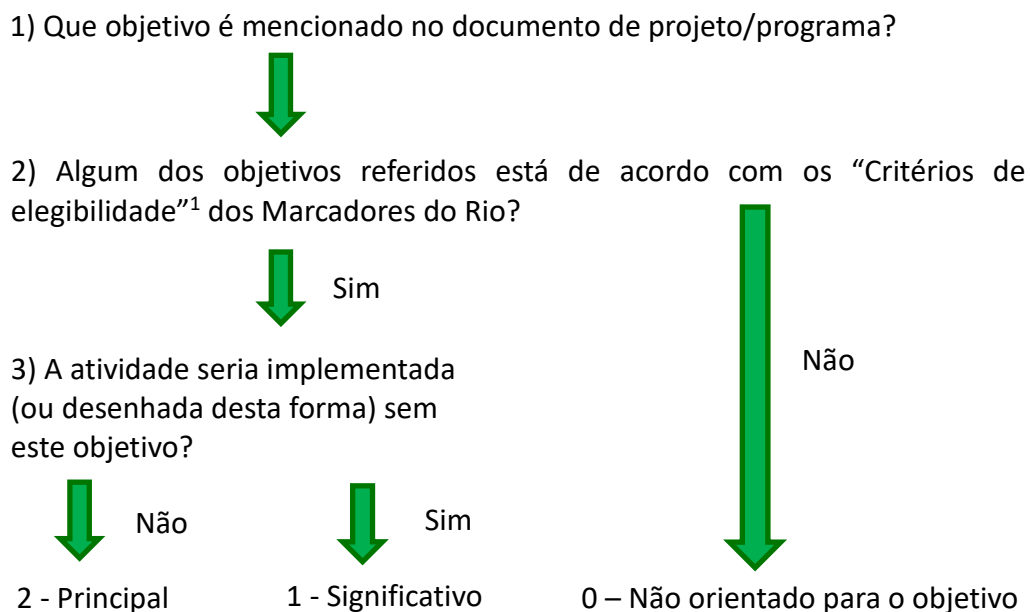 1) Que objetivo é mencionado no documento de projeto/programa?
2) Algum dos objetivos referidos está de acordo com os “Critérios de
elegibilidade”¹ dos Marcadores do Rio?
Sim
Não
3) A atividade seria implementada
(ou desenhada desta forma) sem
este objetivo?
Não
Sim
2 - Principal
1 - Significativo
0 – Não orientado para o objetivo